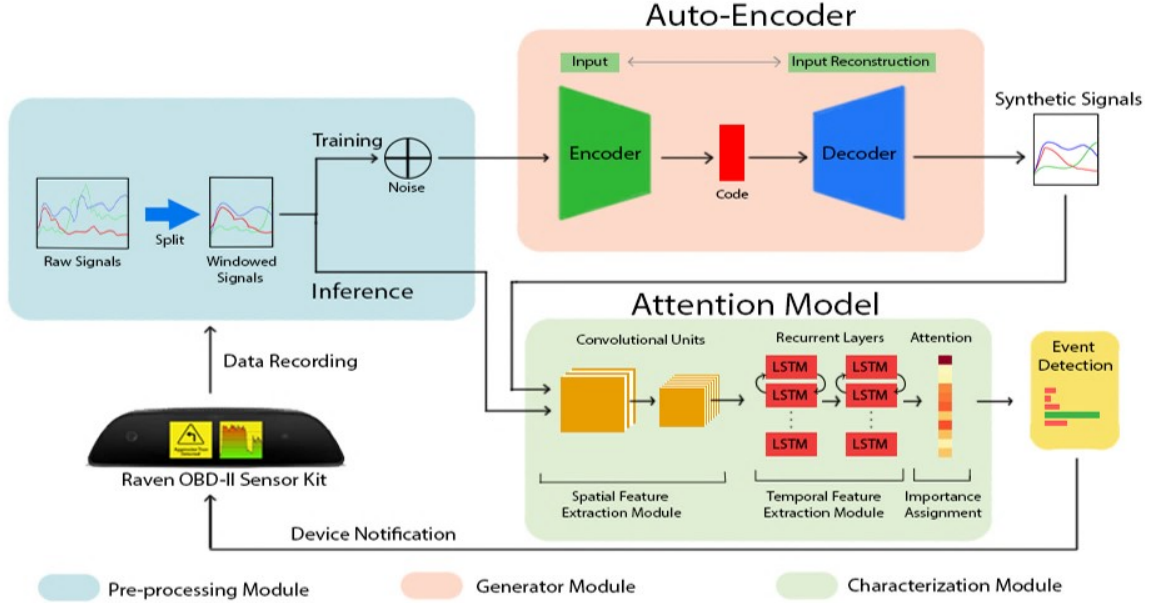 Auto-Encoder
Input
Input Reconstruction
Encoder
Code
Decoder
Synthetic Signals
Training
Noise
Raw Signals
Split
Windowed
Signals
Inference
Attention Model
Convolutional Units
Recurrent Layers
Attention
LSTM
LSTM
LSTM
LSTM
LSTM
LSTM
Spatial Feature
Extraction Module
Temporal Feature
Extraction Module
Importance
Assignment
Event
Detection
Data Recording
Raven OBD-II Sensor Kit
Device Notification
Pre-processing Module
Generator Module
Characterization Module